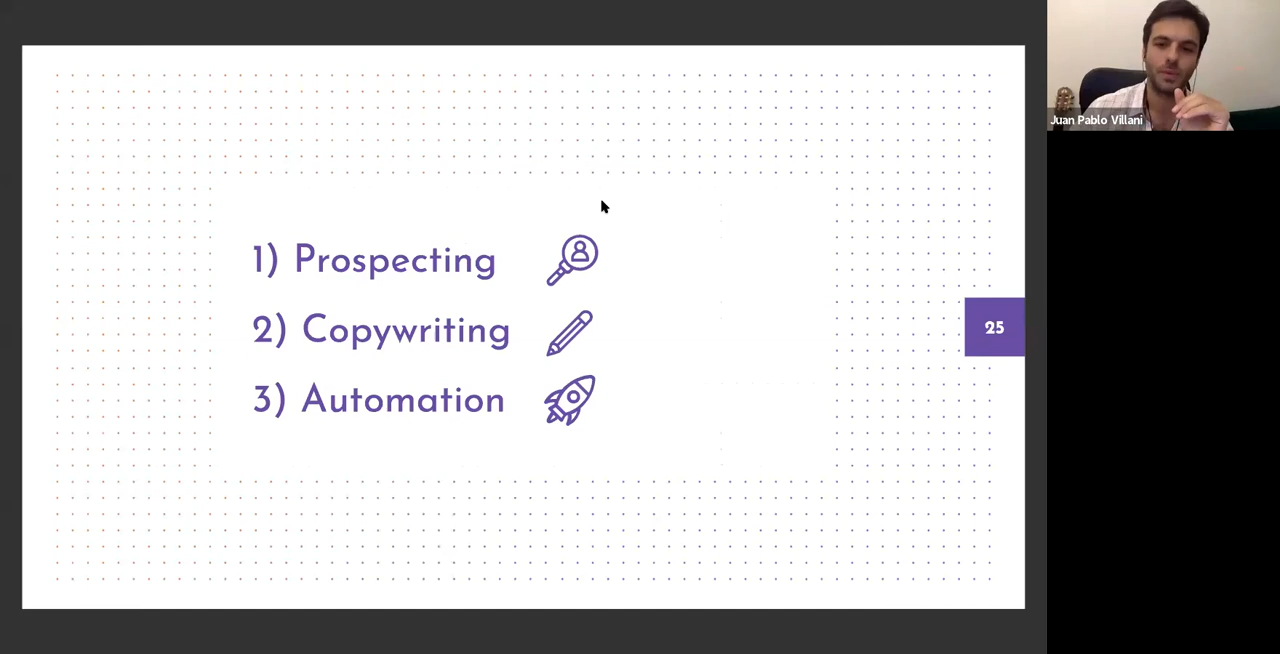 1) Prospecting
2) Copywriting
3) Automation
25
Juan Pablo Villani